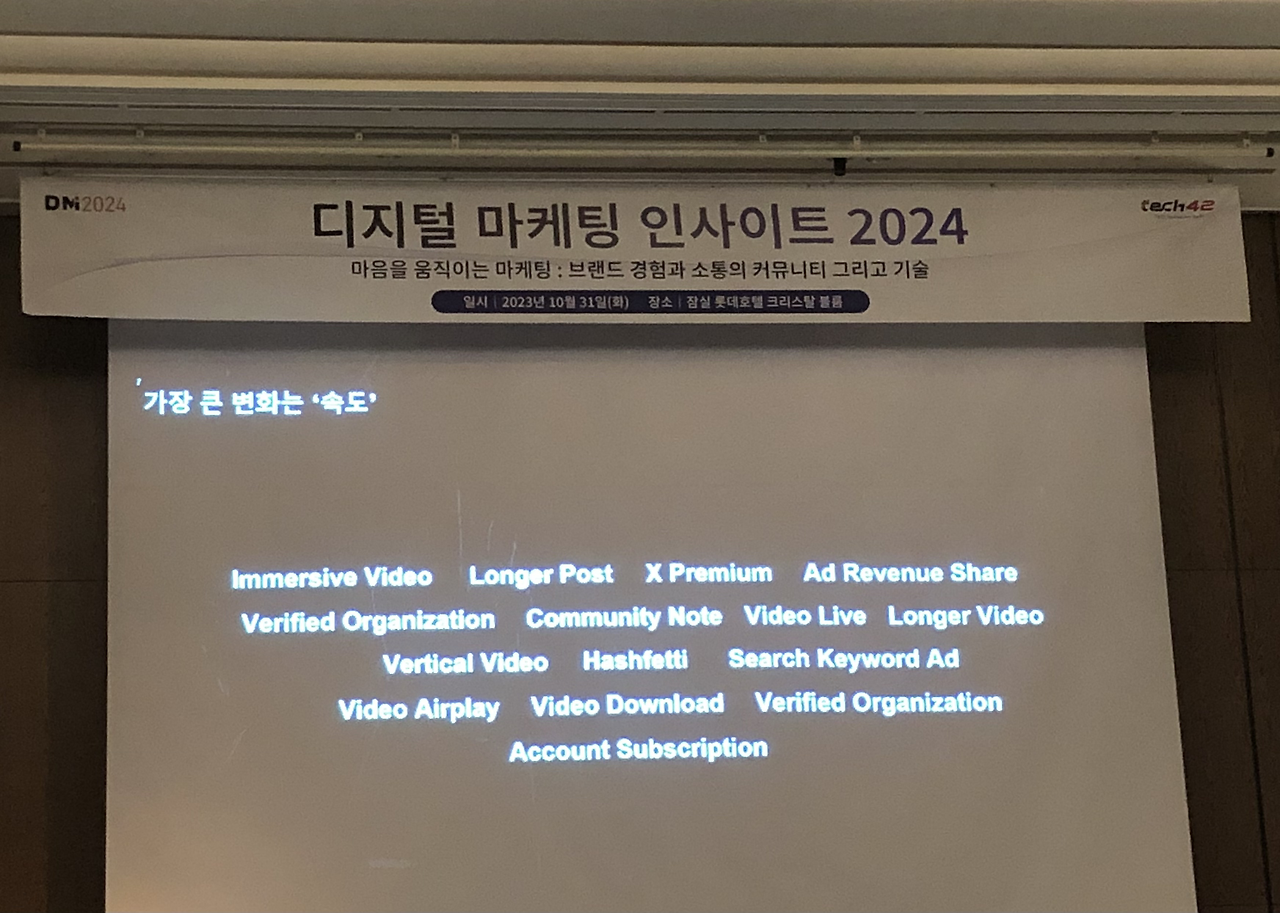 DM2024
tech42
디지털 마케팅 인사이트 2024
마음을 움직이는 마케팅 : 브랜드 경험과 소통의 커뮤니티 그리고 기술
일시 | 2023년 10월 31일(화) 장소 | 잠실 롯데호텔 크리스탈 볼룸
가장 큰 변화는 ‘속도’
Immersive Video Longer Post X Premium Ad Revenue Share
Verified Organization Community Note Video Live Longer Video
Vertical Video Hashfetti Search Keyword Ad
Video Airplay Video Download Verified Organization
Account Subscription